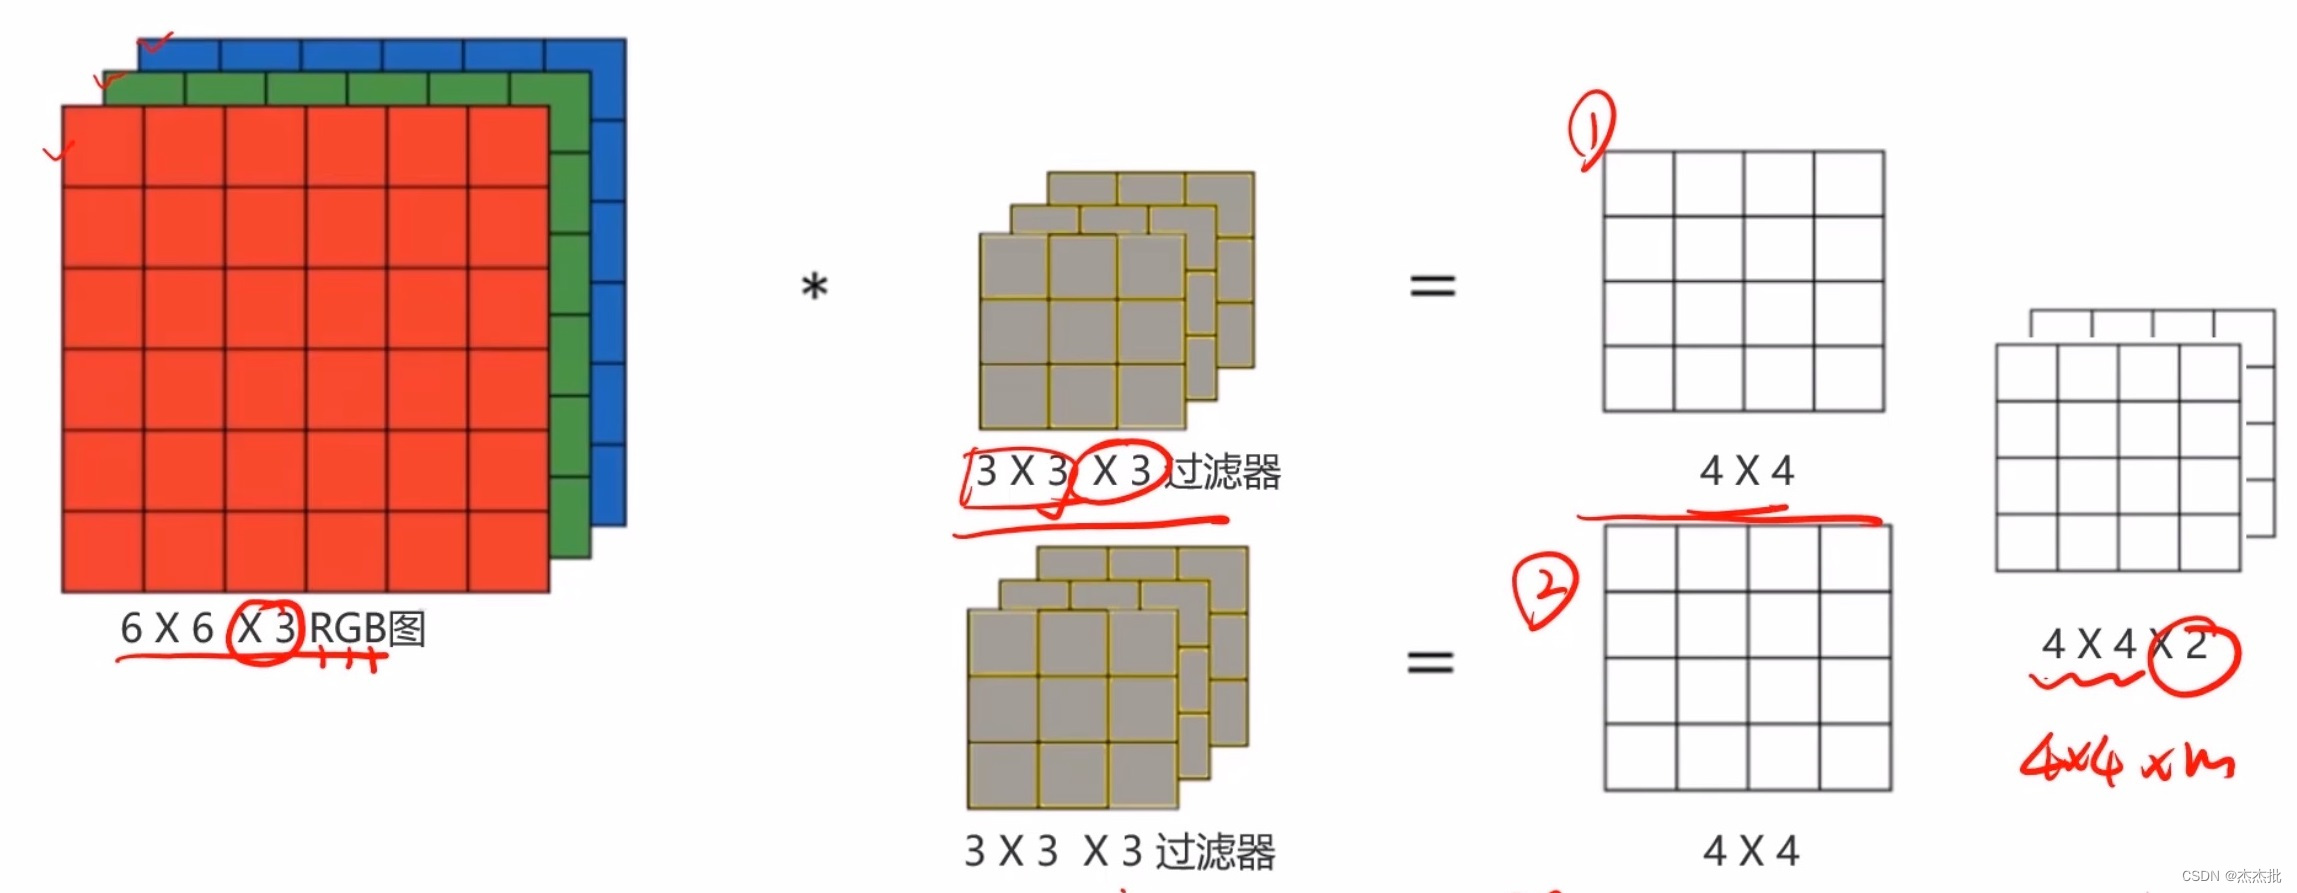 ①
*
=
3 X 3 X 3 过滤器
4 X 4
②
=
6 X 6 X 3 RGB图
4 X 4 X 2
4x4 x m
3 X 3 X 3 过滤器
4 X 4
CSDN @杰杰批